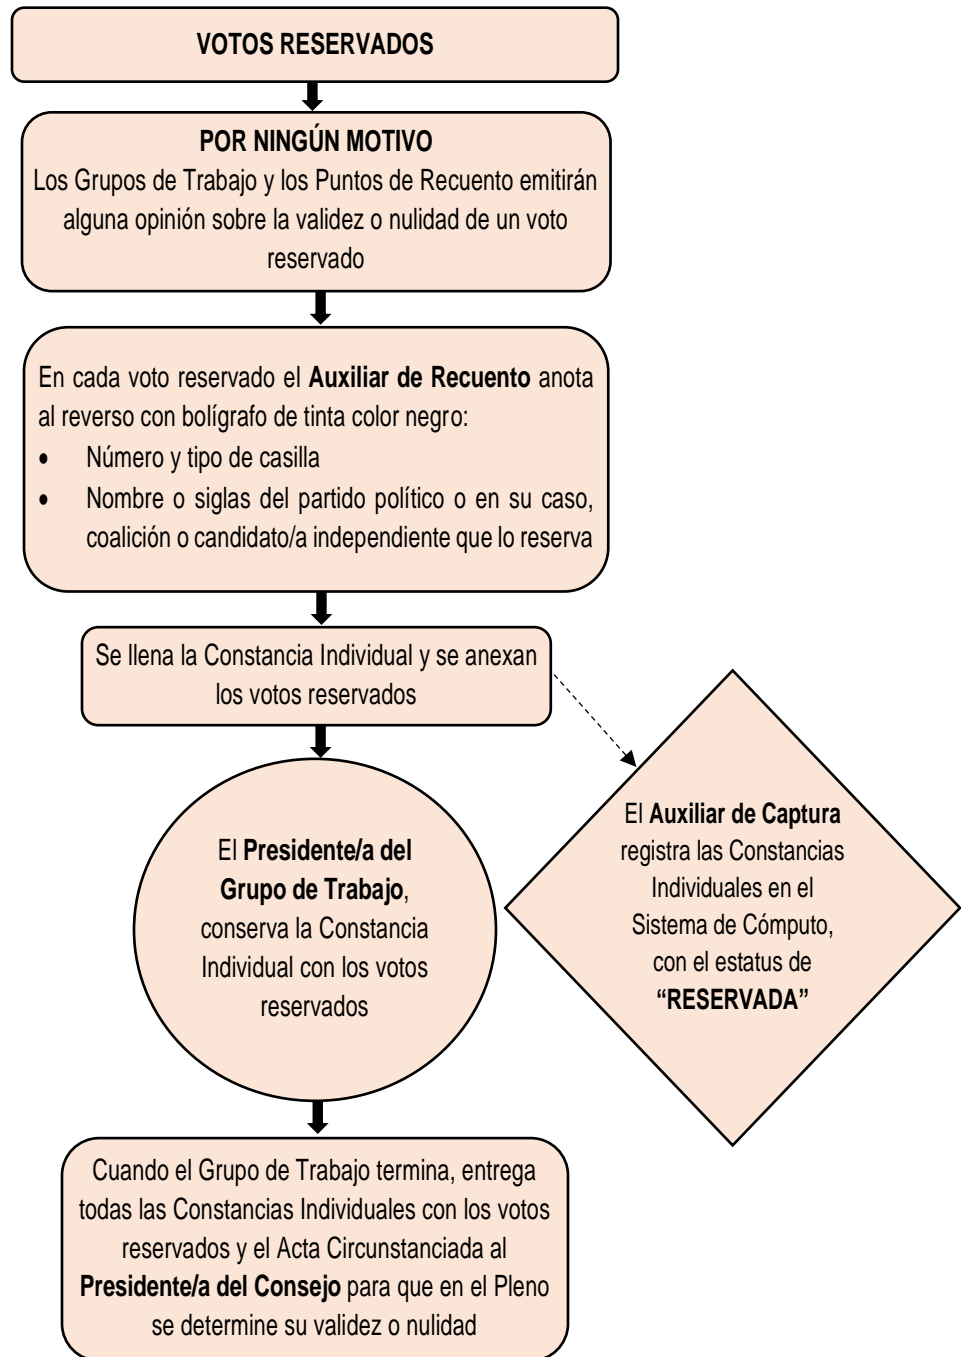 VOTOS RESERVADOS
POR NINGÚN MOTIVO
Los Grupos de Trabajo y los Puntos de Recuento emitirán
alguna opinión sobre la validez o nulidad de un voto
reservado
En cada voto reservado el Auxiliar de Recuento anota
al reverso con bolígrafo de tinta color negro:
• Número y tipo de casilla
• Nombre o siglas del partido político o en su caso,
coalición o candidato/a independiente que lo reserva
Se llena la Constancia Individual y se anexan
los votos reservados
El Presidente/a del
Grupo de Trabajo,
conserva la Constancia
Individual con los votos
reservados
El Auxiliar de Captura
registra las Constancias
Individuales en el
Sistema de Cómputo,
con el estatus de
“RESERVADA”
Cuando el Grupo de Trabajo termina, entrega
todas las Constancias Individuales con los votos
reservados y el Acta Circunstanciada al
Presidente/a del Consejo para que en el Pleno
se determine su validez o nulidad